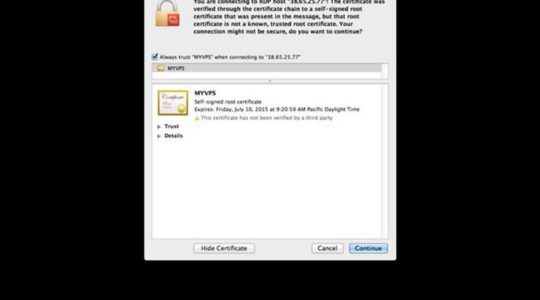 You are connecting to RDP host "38.65.25.77"! The certificate was
verified through the certificate chain to a self-signed root
certificate that was present in the message, but that root
certificate is not a known, trusted root certificate. Your
connection might not be secure, do you want to continue?
Always trust "MYVPS" when connecting to "38.65.25.77"
MYVPS
MYVPS
Self-signed root certificate
Expires: Friday, July 10, 2015 at 9:20:59 AM Pacific Daylight Time
This certificate has not been verified by a third party
Trust
Details
Hide Certificate
Cancel
Continue